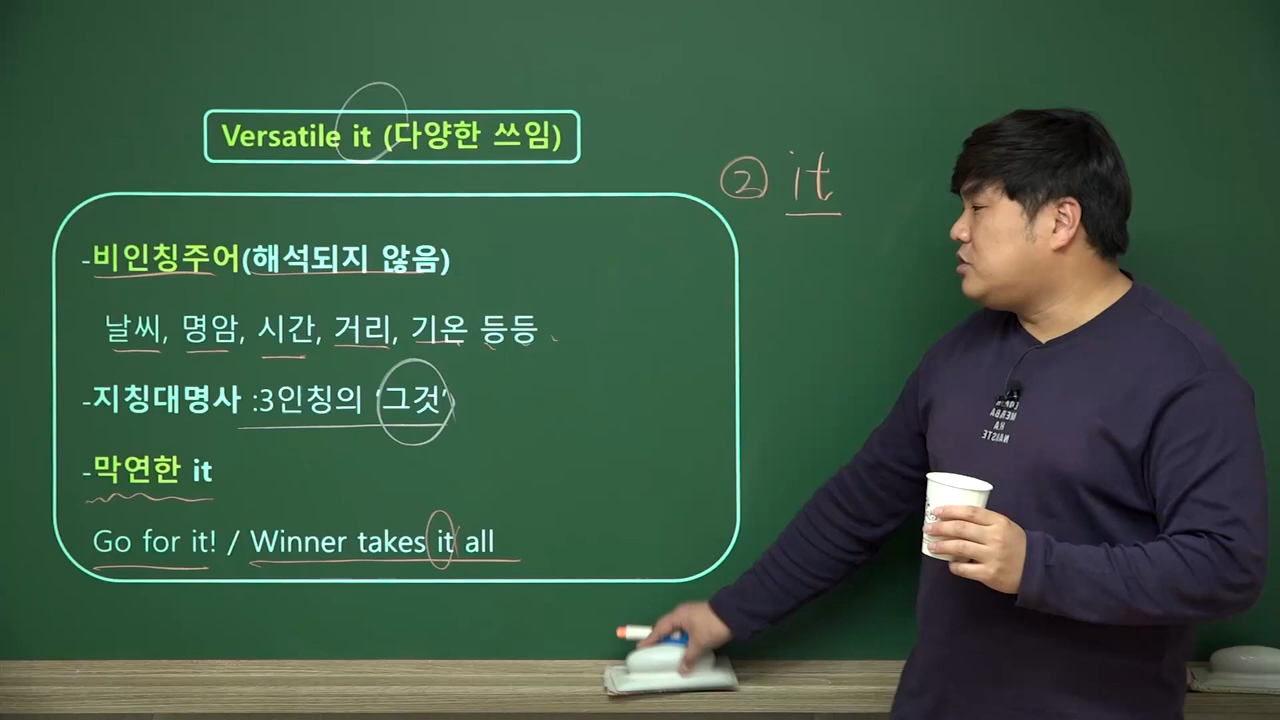 Versatile it (다양한 쓰임)
② it
-비인칭주어(해석되지 않음)
날씨, 명암, 시간, 거리, 기온 등등
-지칭대명사 :3인칭의 '그것'
-막연한 it
Go for it! / Winner takes it all